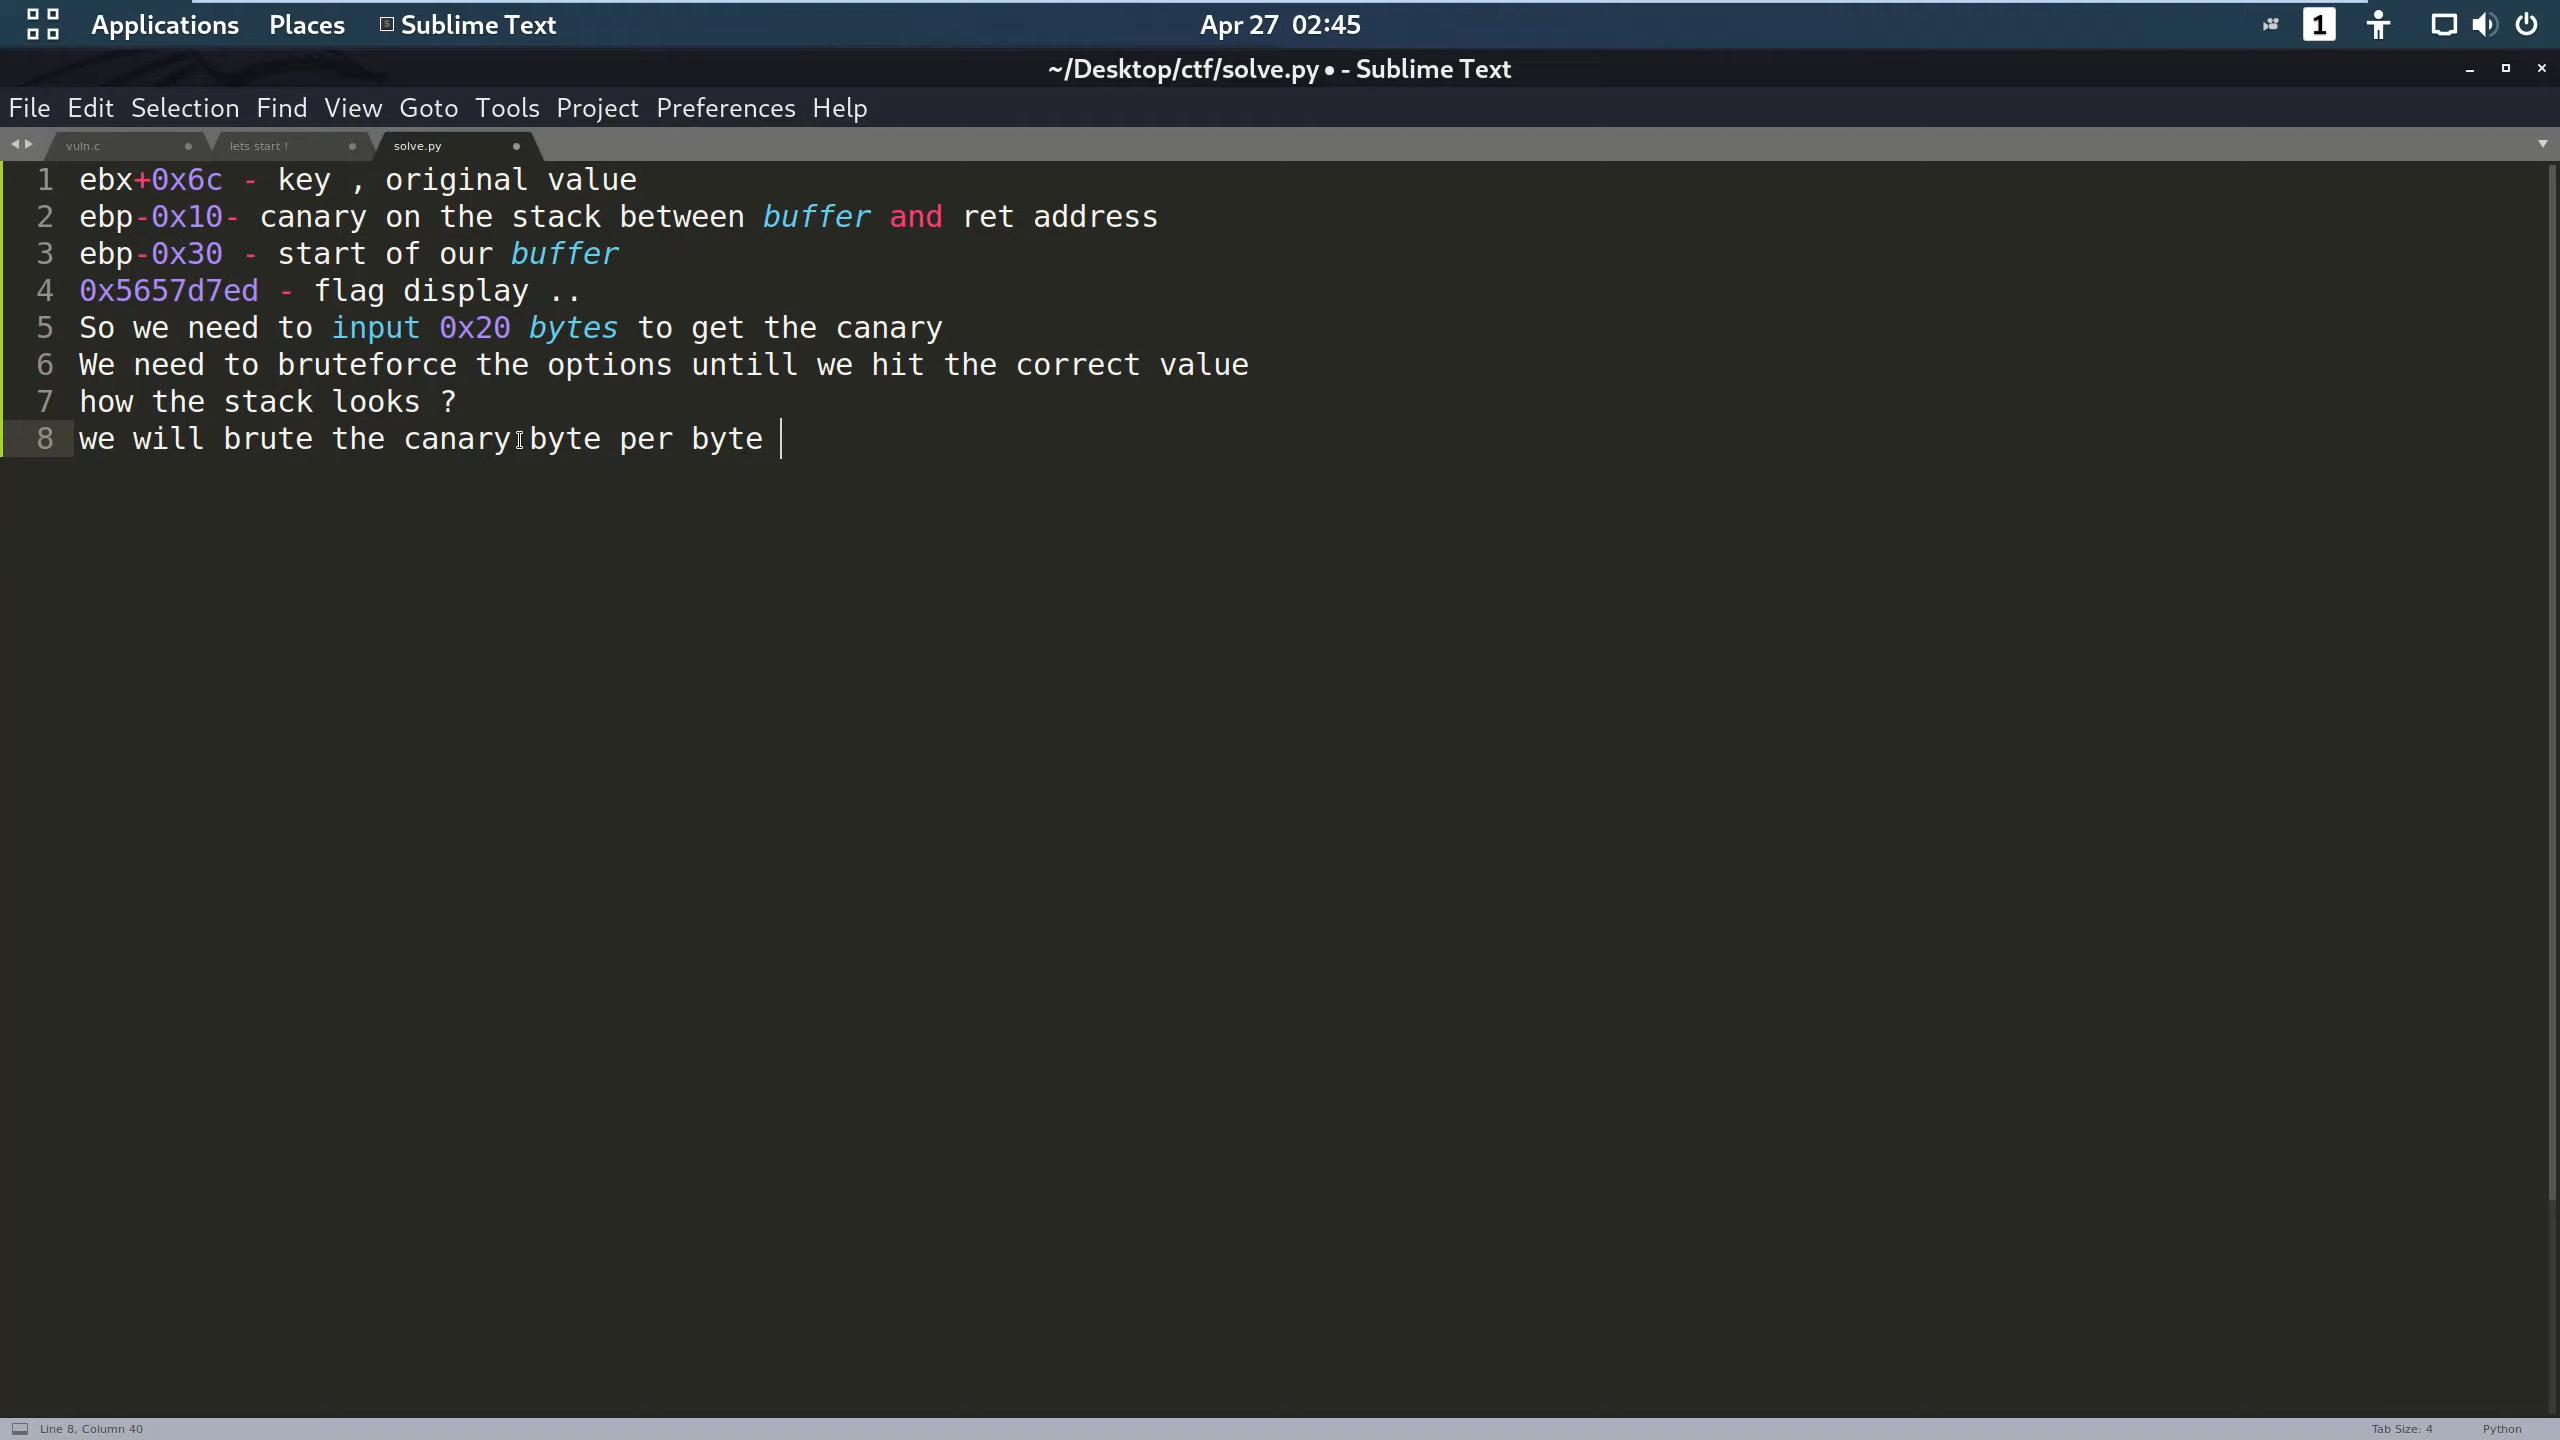 Applications Places Sublime Text Apr 27 02:45 1
~/Desktop/ctf/solve.py • - Sublime Text
File Edit Selection Find View Goto Tools Project Preferences Help
vuln.c lets start ! solve.py
1 ebx+0x6c - key , original value
2 ebp-0x10- canary on the stack between buffer and ret address
3 ebp-0x30 - start of our buffer
4 0x5657d7ed - flag display ..
5 So we need to input 0x20 bytes to get the canary
6 We need to bruteforce the options untill we hit the correct value
7 how the stack looks ?
8 we will brute the canary byte per byte
Line 8, Column 40 Tab Size: 4 Python